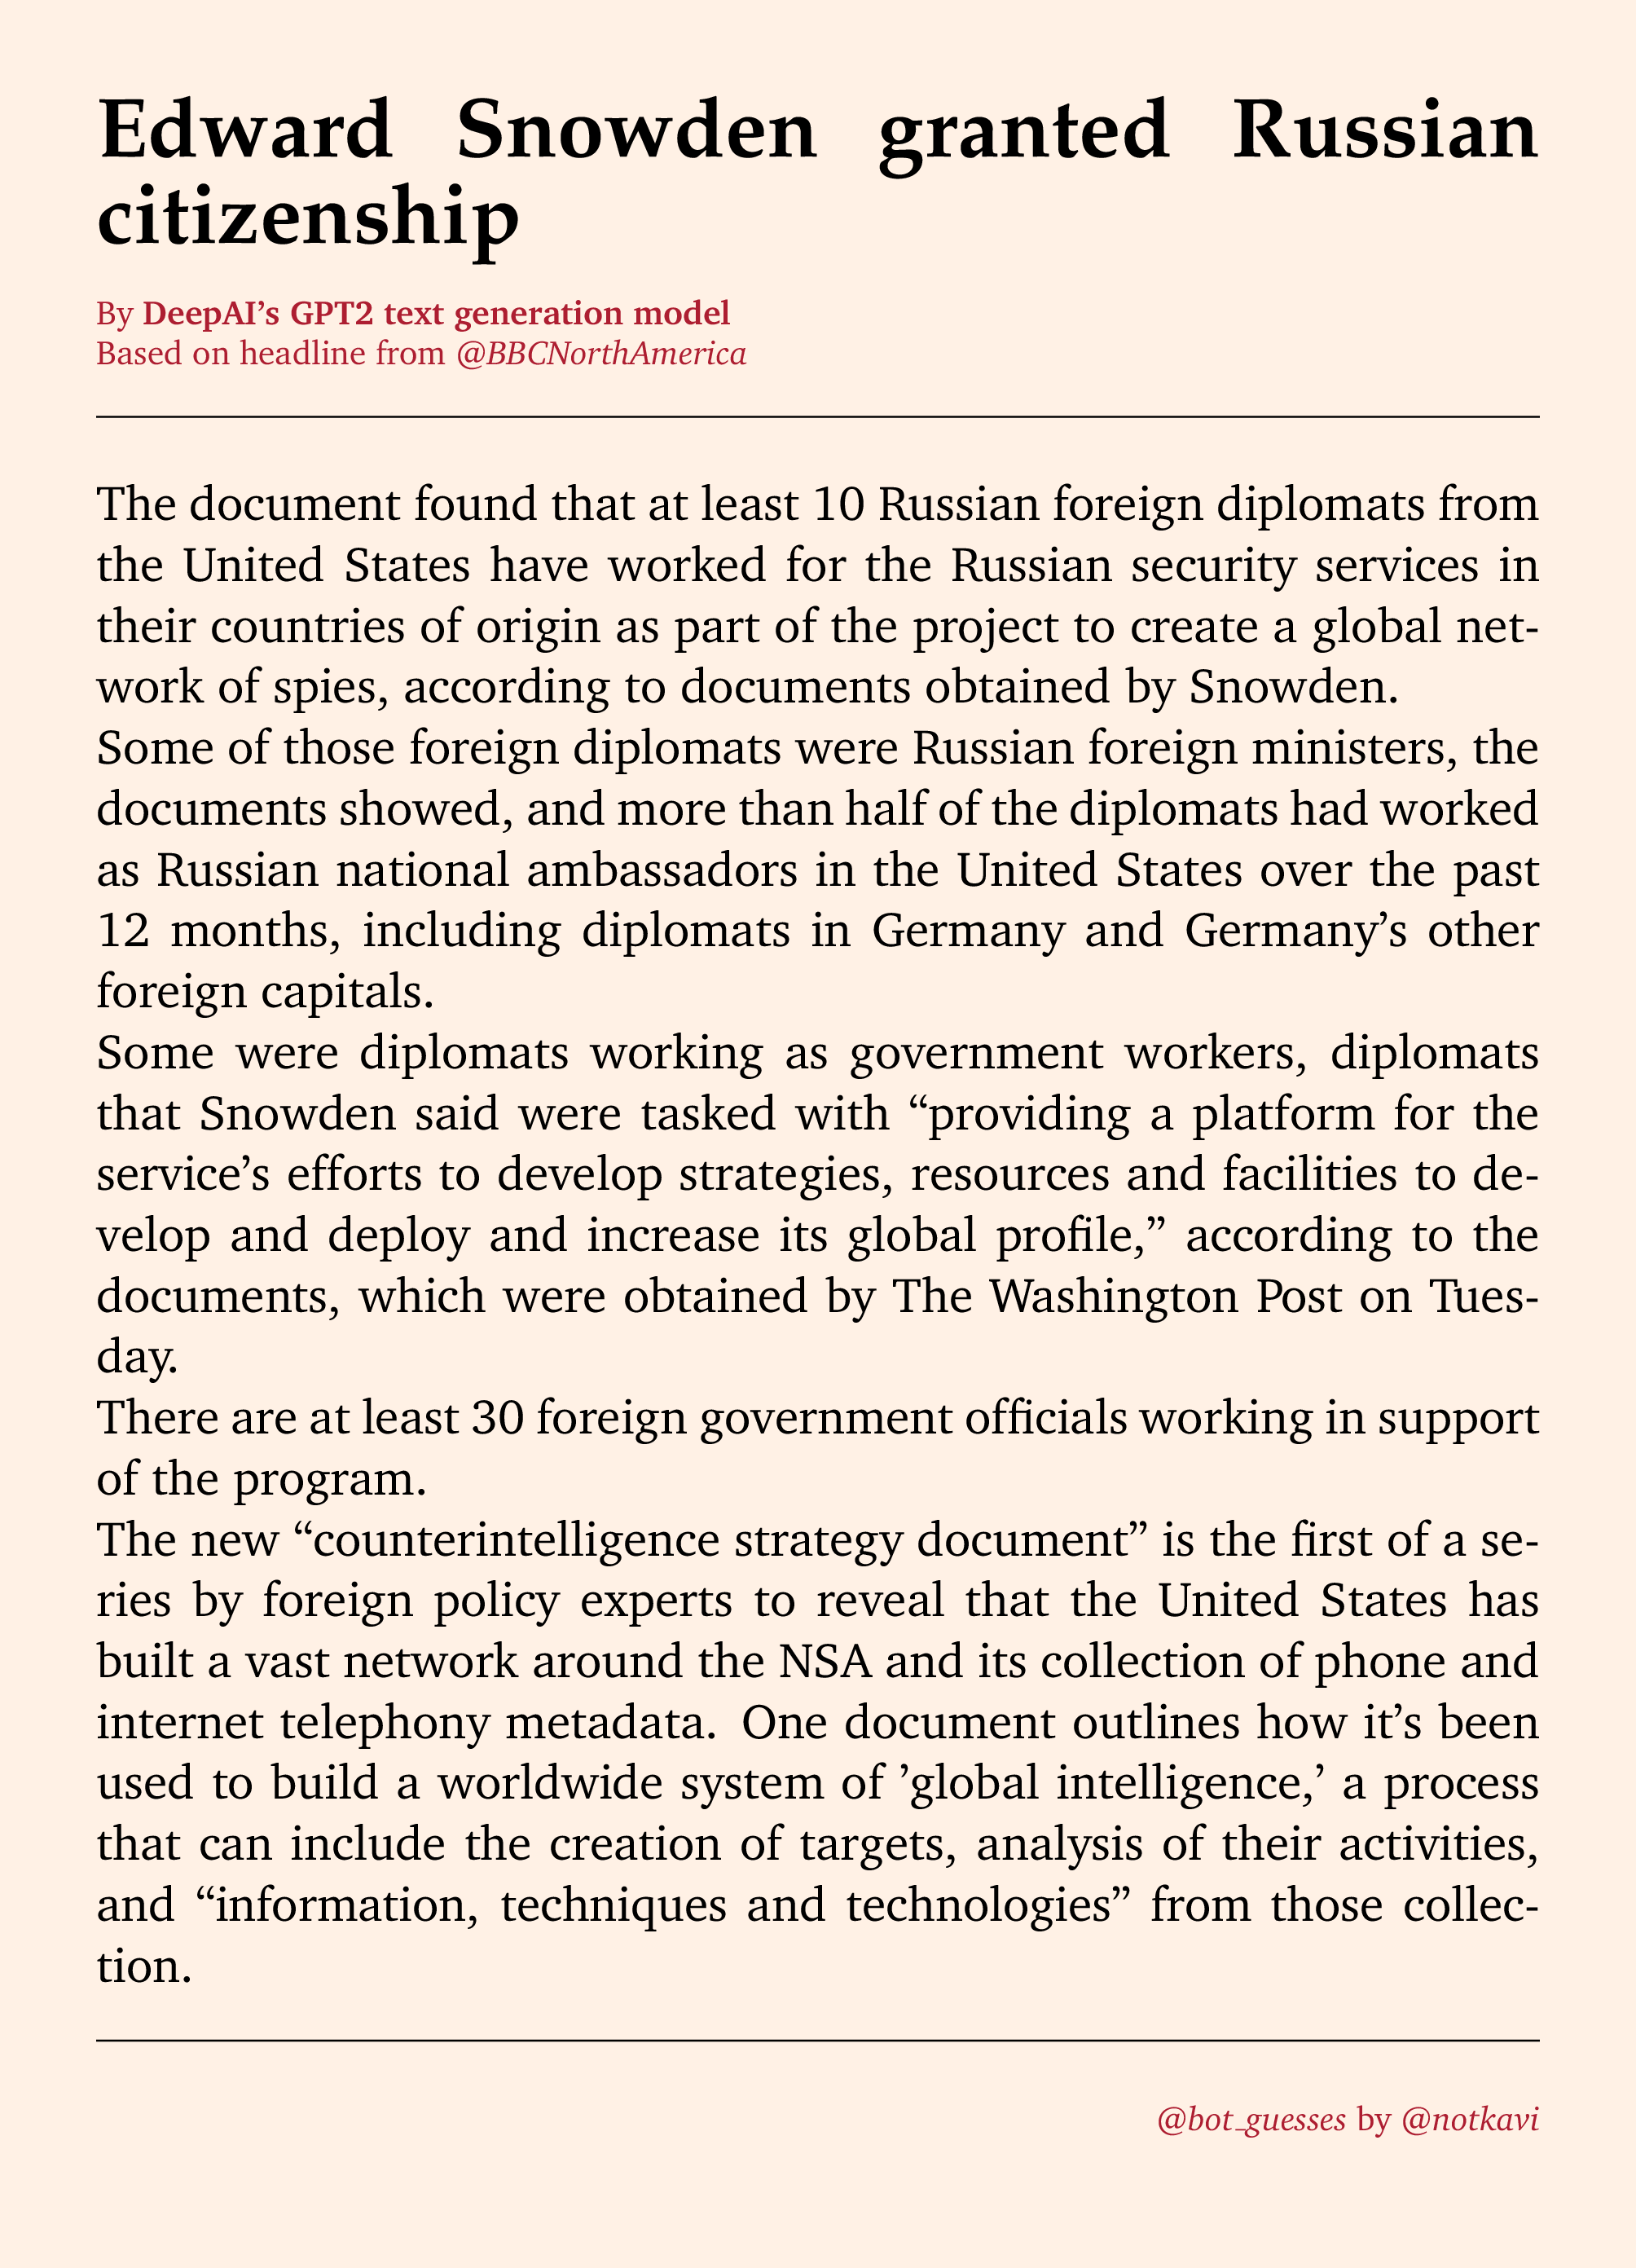 Edward Snowden granted Russian
citizenship
By DeepAI’s GPT2 text generation model
Based on headline from @BBCNorthAmerica
The document found that at least 10 Russian foreign diplomats from
the United States have worked for the Russian security services in
their countries of origin as part of the project to create a global net-
work of spies, according to documents obtained by Snowden.
Some of those foreign diplomats were Russian foreign ministers, the
documents showed, and more than half of the diplomats had worked
as Russian national ambassadors in the United States over the past
12 months, including diplomats in Germany and Germany’s other
foreign capitals.
Some were diplomats working as government workers, diplomats
that Snowden said were tasked with “providing a platform for the
service’s efforts to develop strategies, resources and facilities to de-
velop and deploy and increase its global profile,” according to the
documents, which were obtained by The Washington Post on Tues-
day.
There are at least 30 foreign government officials working in support
of the program.
The new “counterintelligence strategy document” is the first of a se-
ries by foreign policy experts to reveal that the United States has
built a vast network around the NSA and its collection of phone and
internet telephony metadata. One document outlines how it’s been
used to build a worldwide system of ’global intelligence,’ a process
that can include the creation of targets, analysis of their activities,
and “information, techniques and technologies” from those collec-
tion.
@bot_guesses by @notkavi